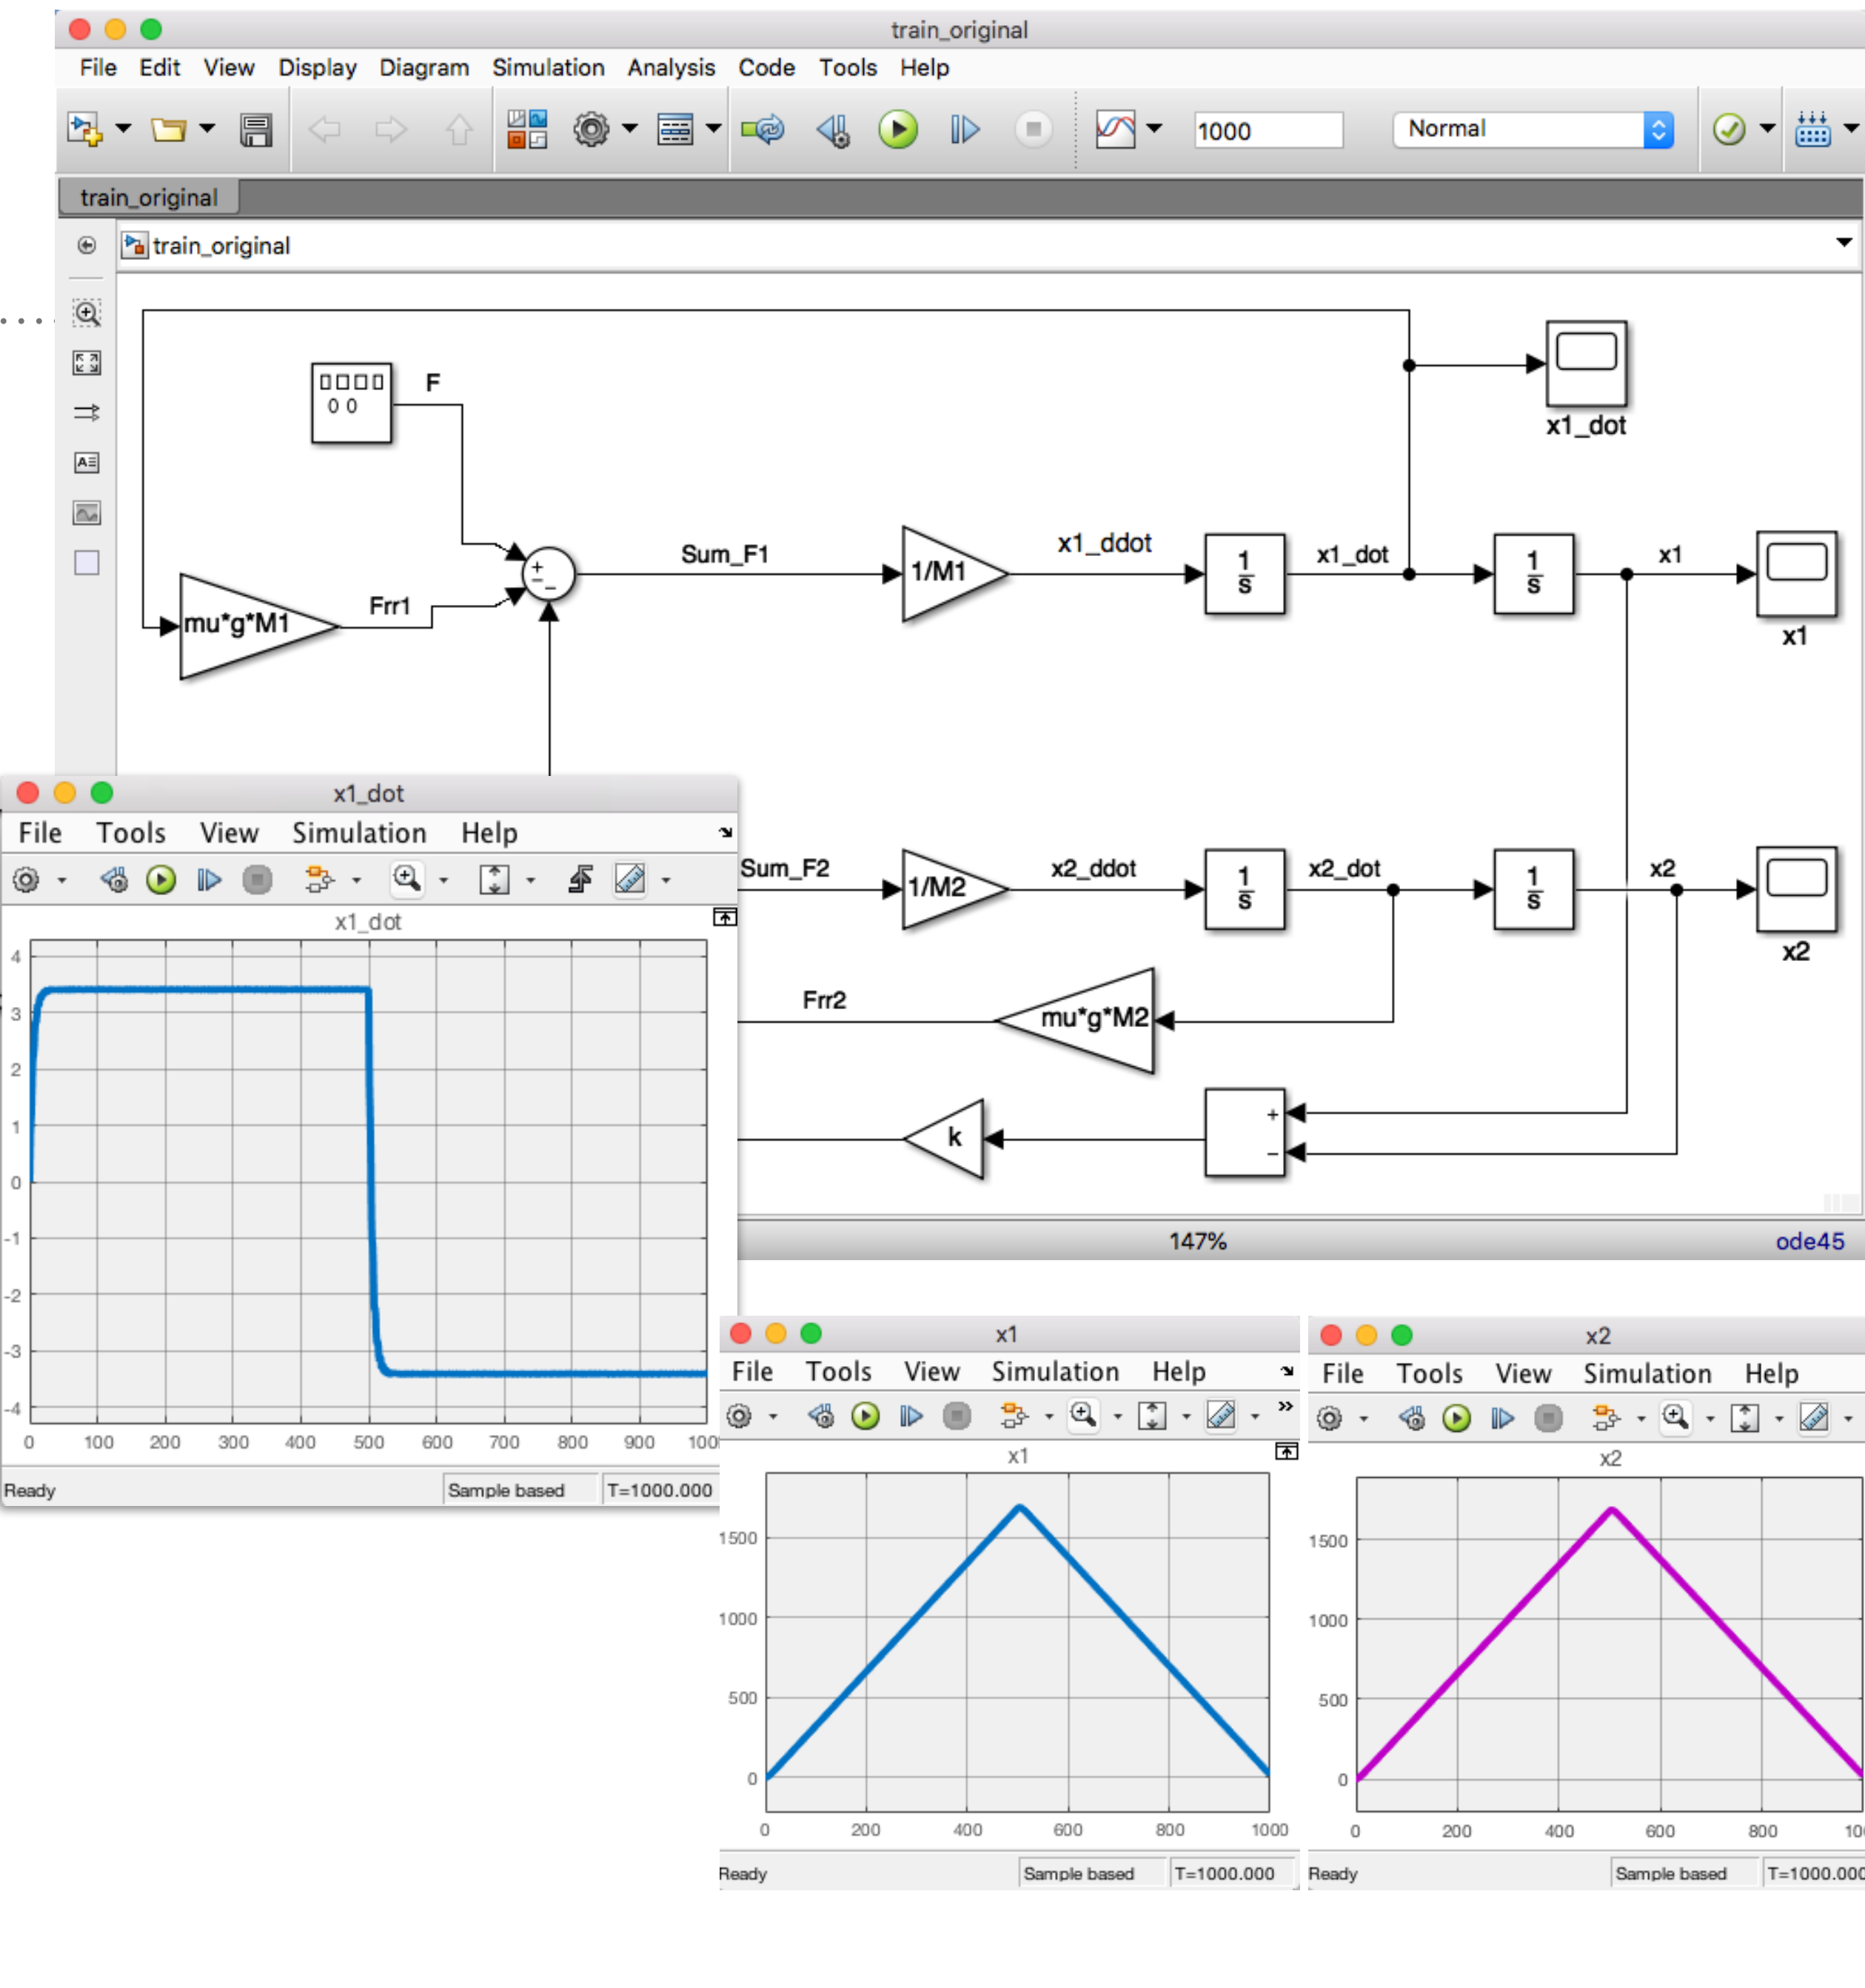 train_original
File Edit View Display Diagram Simulation Analysis Code Tools Help
1000 Normal
train_original
train_original
F
x1_dot
Sum_F1
1/M1
x1_ddot
1/s
x1_dot
1/s
x1
x1
mu*g*M1
Frr1
+
-
-
x1_dot
File Tools View Simulation Help
x1_dot
4
3
2
1
0
-1
-2
-3
-4
0 100 200 300 400 500 600 700 800 900 100
Ready Sample based T=1000.000
Sum_F2
1/M2
x2_ddot
1/s
x2_dot
1/s
x2
x2
Frr2
mu*g*M2
k
+
-
147% ode45
x1
File Tools View Simulation Help
»
x1
1500
1000
500
0
0 200 400 600 800 1000
Ready Sample based T=1000.000
x2
File Tools View Simulation Help
x2
1500
1000
500
0
0 200 400 600 800 10
Ready Sample based T=1000.000